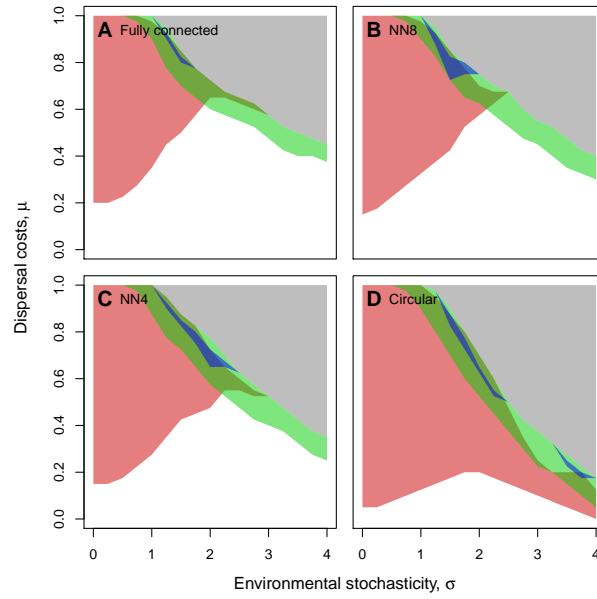 A Fully connected
B NN8
Dispersal costs, μ
0.0 0.2 0.4 0.6 0.8 1.0
C NN4
D Circular
0.0 0.2 0.4 0.6 0.8 1.0
0 1 2 3 4
0 1 2 3 4
Environmental stochasticity, σ